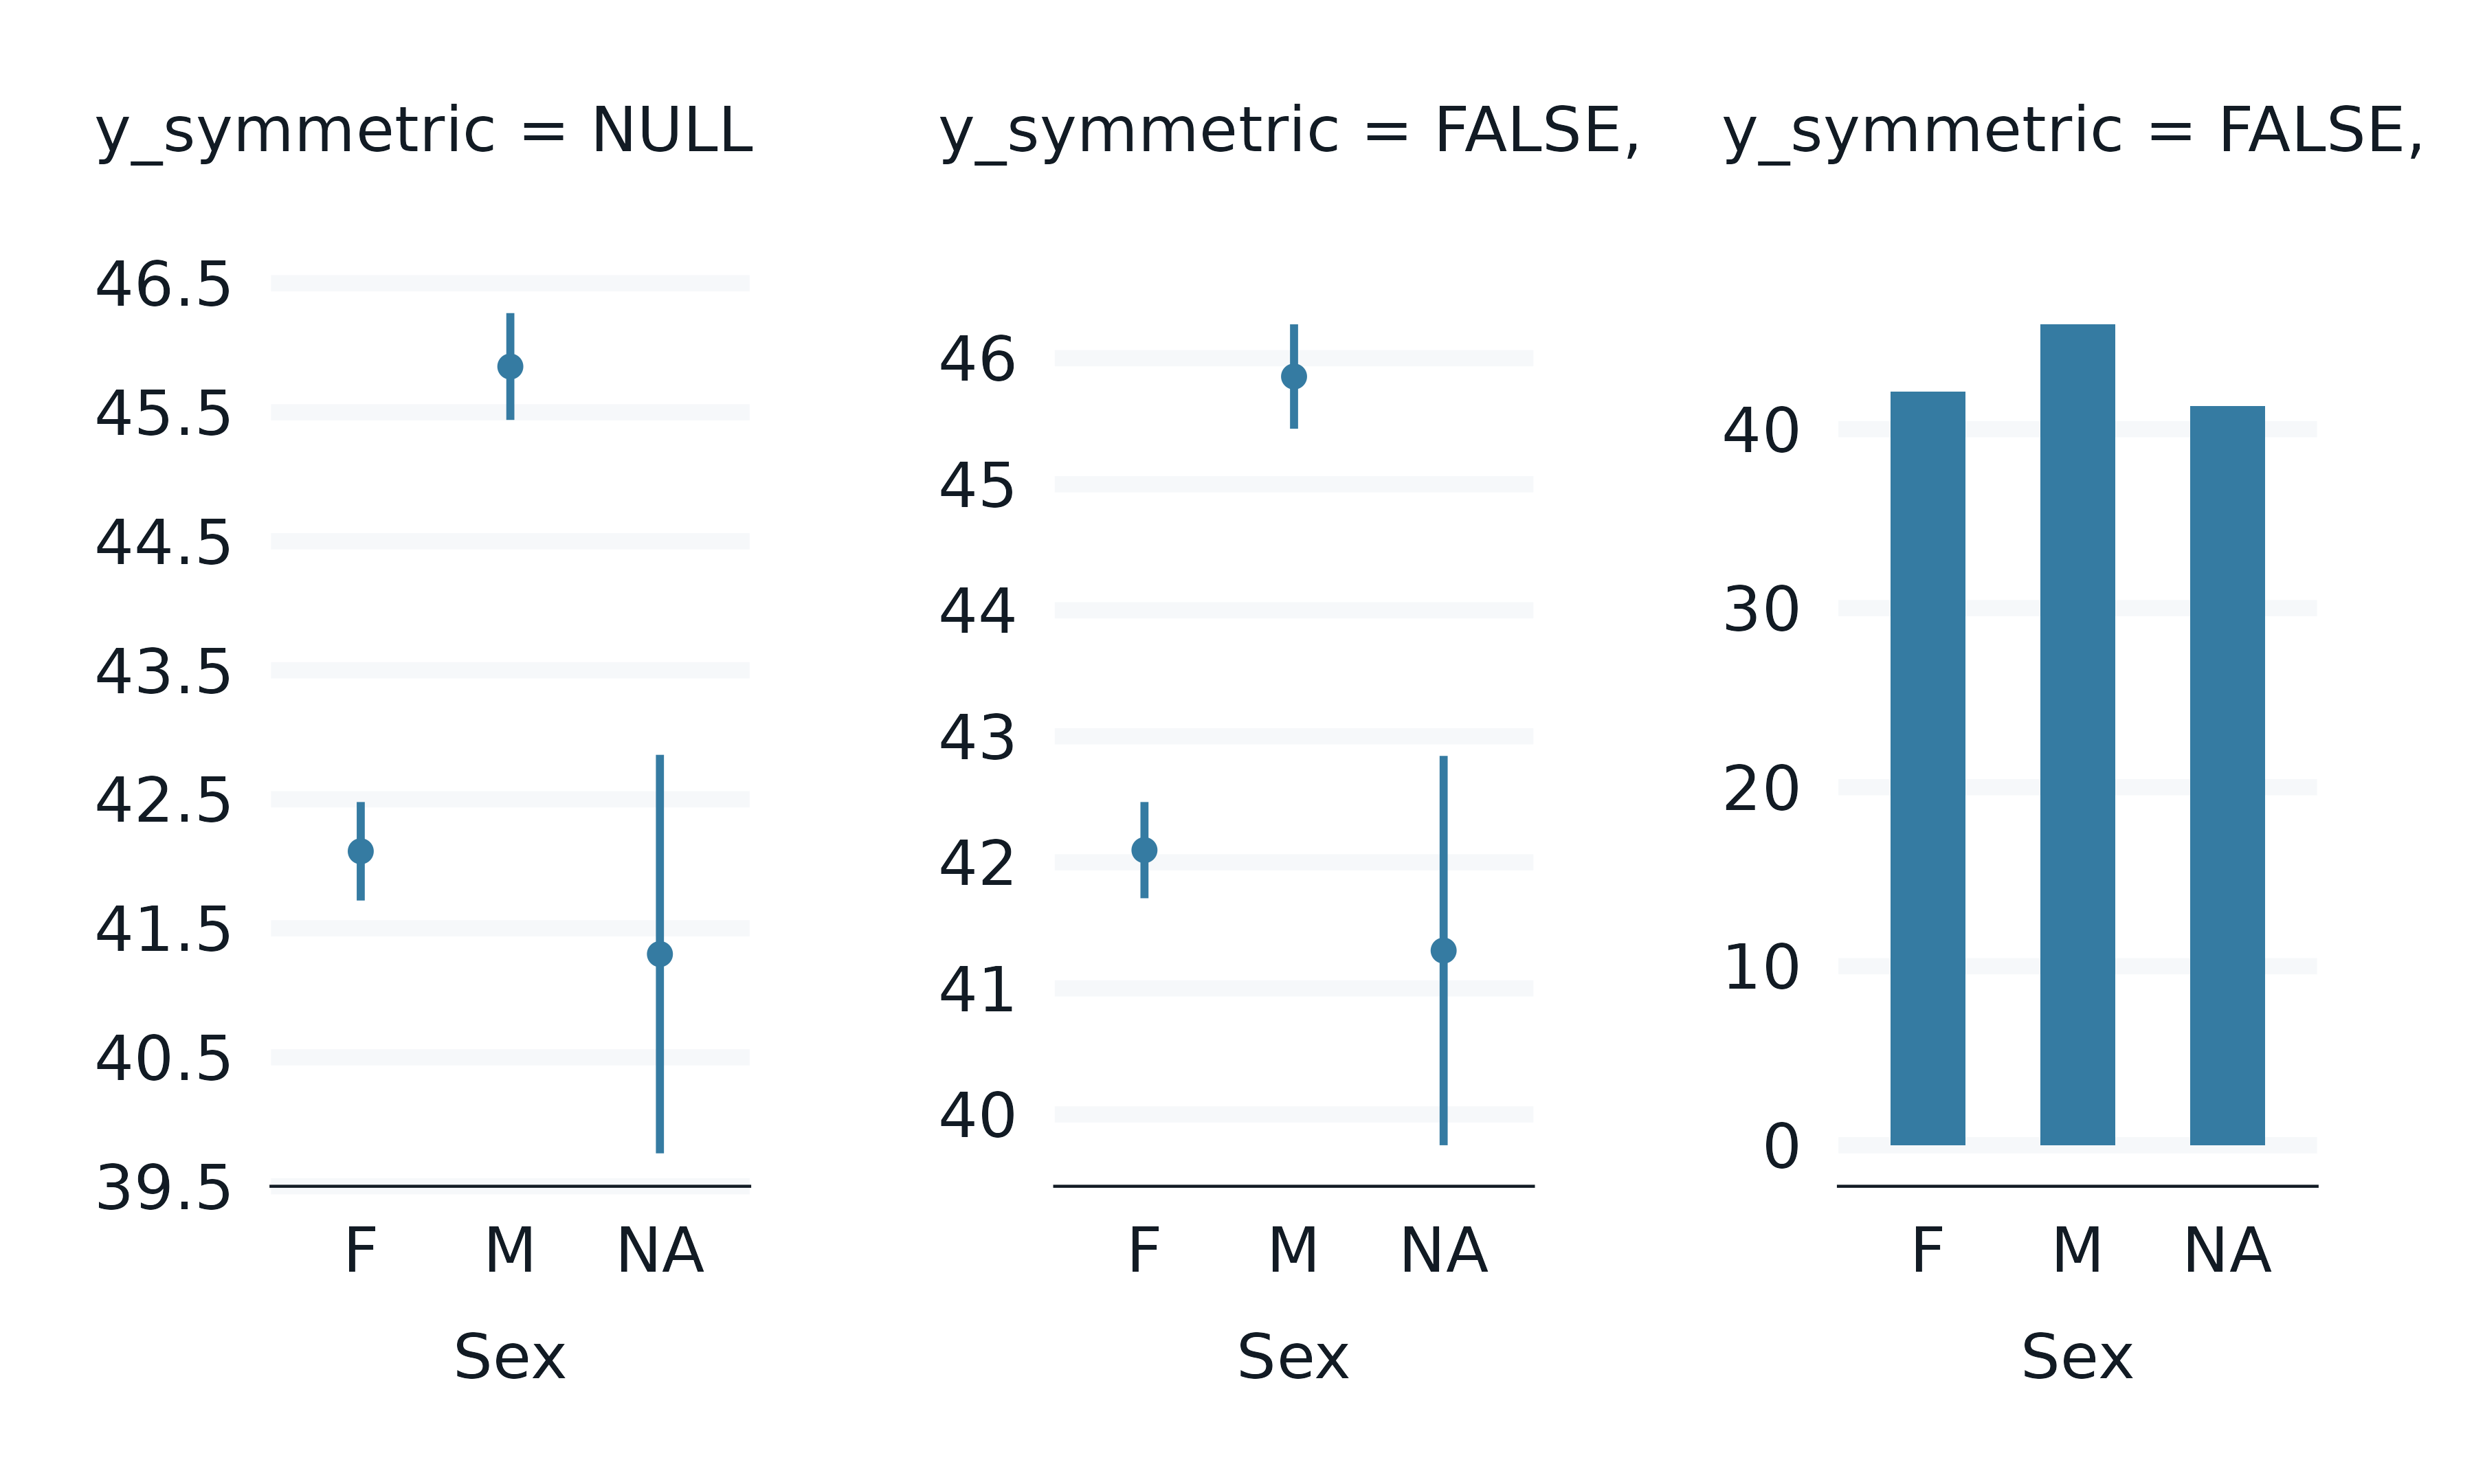 y_symmetric = NULL
46.5
45.5
44.5
43.5
42.5
41.5
40.5
39.5
F M NA
Sex
y_symmetric = FALSE,
46
45
44
43
42
41
40
F M NA
Sex
y_symmetric = FALSE,
40
30
20
10
0
F M NA
Sex